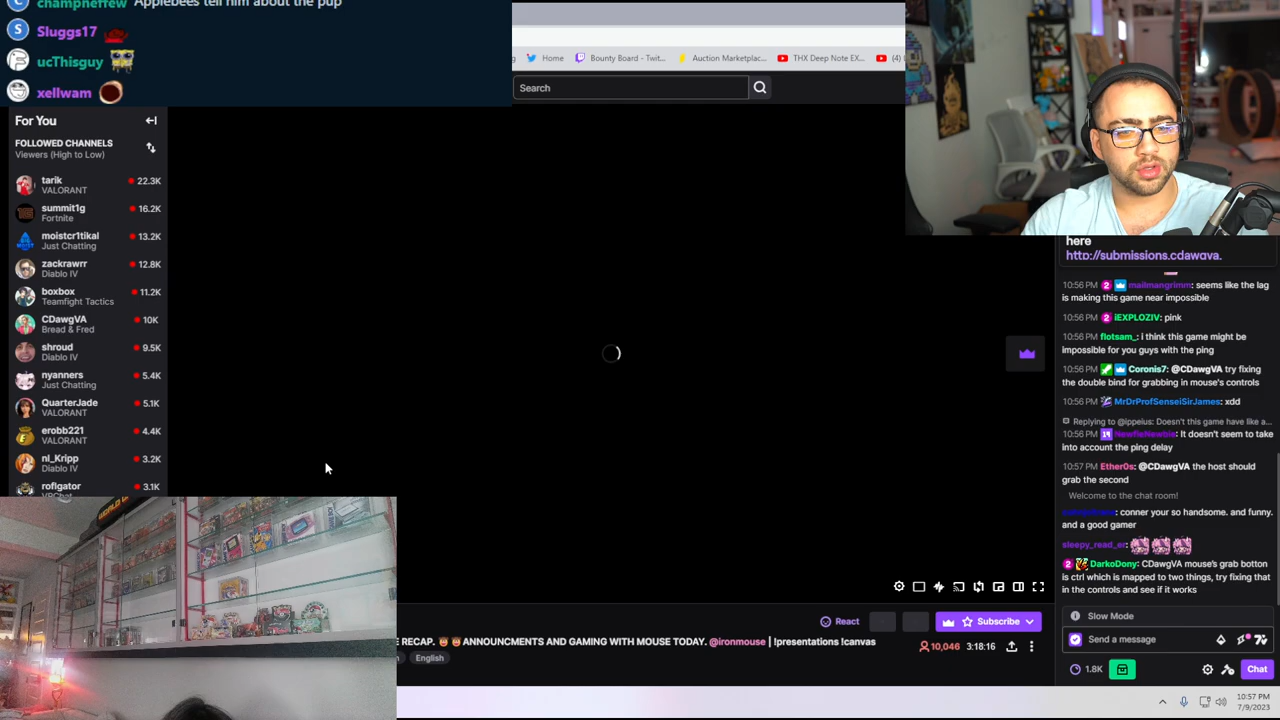 champneffew Applebees tell him about the pup
Sluggs17
ucThisguy
xellwam
Home
Bounty Board - Twit...
Auction Marketplac...
THX Deep Note EX...
(4)
Search
For You
FOLLOWED CHANNELS
Viewers (High to Low)
tarik 22.3K
VALORANT
summit1g 16.2K
Fortnite
moistcr1tikal 13.2K
Just Chatting
zackrawrr 12.8K
Diablo IV
boxbox 11.2K
Teamfight Tactics
CDawgVA 10K
Bread & Fred
shroud 9.5K
Diablo IV
nyanners 5.4K
Just Chatting
QuarterJade 5.1K
VALORANT
erobb221 4.4K
VALORANT
nl_Kripp 3.2K
Diablo IV
roflgator 3.1K
VRChat
here
http://submissions.cdawgva.
10:56 PM 2 mailmangrimm: seems like the lag
is making this game near impossible
10:56 PM 2 iEXPLOZIV: pink
10:56 PM flotsam_: i think this game might be
impossible for you guys with the ping
10:56 PM Coronis7: @CDawgVA try fixing
the double bind for grabbing in mouse's controls
10:56 PM MrDrProfSenseiSirJames: xdd
Replying to @ippeius: Doesn't this game have like a...
10:56 PM NewfieNewbie: It doesn't seem to take
into account the ping delay
10:57 PM Ether0s: @CDawgVA the host should
grab the second
Welcome to the chat room!
: conner your so handsome. and funny.
and a good gamer
sleepy_read_er:
2 DarkoDony: CDawgVA mouse's grab botton
is ctrl which is mapped to two things, try fixing that
in the controls and see if it works
Slow Mode
Send a message
1.8K
Chat
React
Subscribe
E RECAP. ANNOUNCMENTS AND GAMING WITH MOUSE TODAY. @ironmouse | !presentations !canvas
English
10,046 3:18:16
10:57 PM
7/9/2023